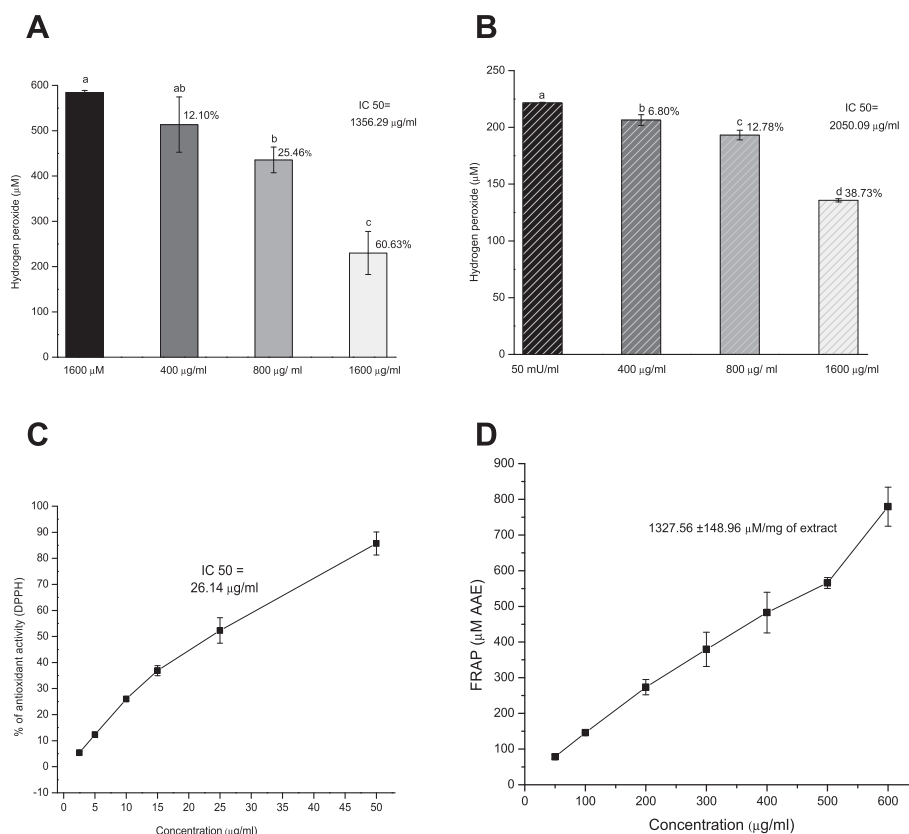 A
Hydrogen peroxide (μM)
600
500
400
300
200
100
0
a
ab
12.10%
b
25.46%
c
60.63%
IC 50=
1356.29 μg/ml
1600 μM
400 μg/ml
800 μg/ ml
1600 μg/ml
B
Hydrogen peroxide (μM)
250
200
150
100
50
0
a
b 6.80%
c 12.78%
d 38.73%
IC 50=
2050.09 μg/ml
50 mU/ml
400 μg/ml
800 μg/ ml
1600 μg/ml
C
% of antioxidant activity (DPPH)
100
90
80
70
60
50
40
30
20
10
0
-10
IC 50 =
26.14 μg/ml
0 5 10 15 20 25 30 35 40 45 50
Concentration (μg/ml)
D
FRAP (μM AAE)
900
800
700
600
500
400
300
200
100
0
1327.56 ±148.96 μM/mg of extract
0 100 200 300 400 500 600
Concentration (μg/ml)